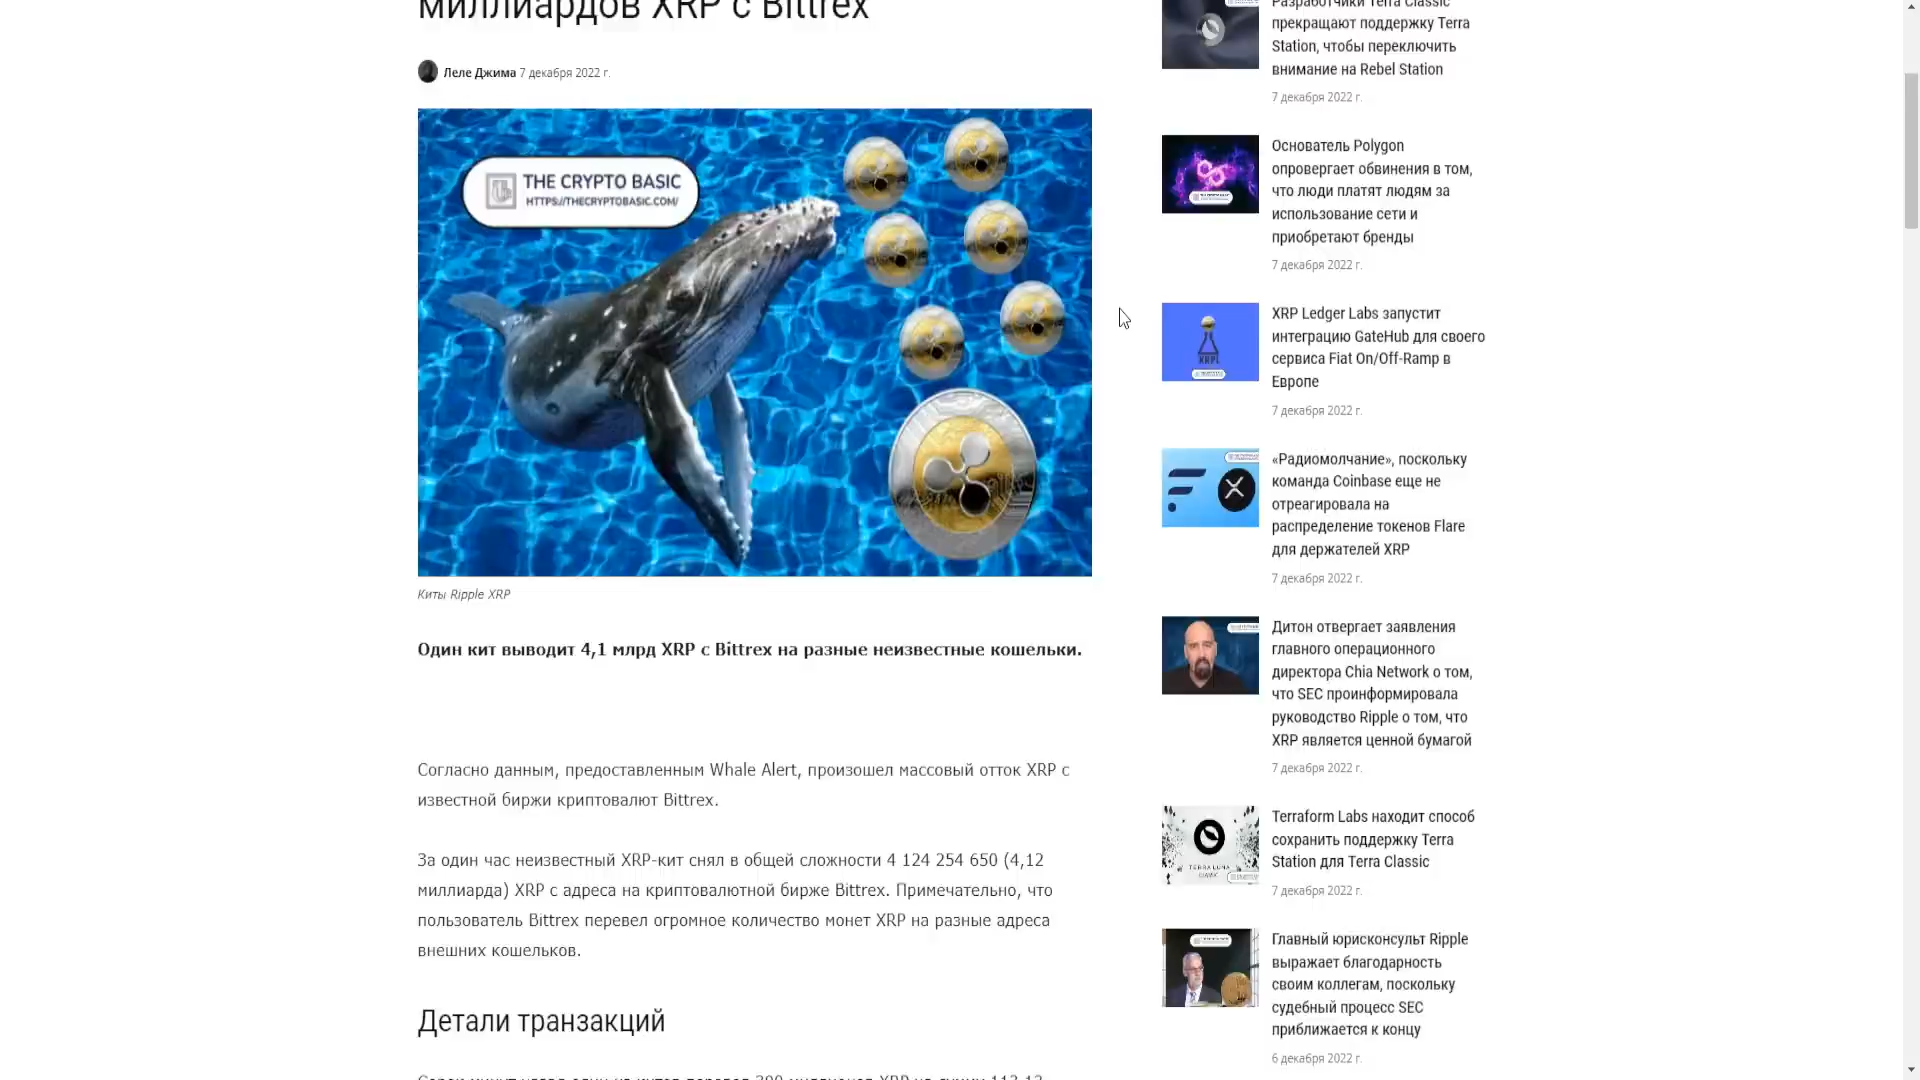 миллиардов XRP с Bittrex
Леле Джима 7 декабря 2022 г.
THE CRYPTO BASIC
HTTPS://THECRYPTOBASIC.COM/
Киты Ripple XRP
Один кит выводит 4,1 млрд XRP с Bittrex на разные неизвестные кошельки.
Согласно данным, предоставленным Whale Alert, произошел массовый отток XRP с
известной биржи криптовалют Bittrex.
За один час неизвестный XRP-кит снял в общей сложности 4 124 254 650 (4,12
миллиарда) XRP с адреса на криптовалютной бирже Bittrex. Примечательно, что
пользователь Bittrex перевел огромное количество монет XRP на разные адреса
внешних кошельков.
Детали транзакций
Разработчики Terra Classic
прекращают поддержку Terra
Station, чтобы переключить
внимание на Rebel Station
7 декабря 2022 г.
Основатель Polygon
опровергает обвинения в том,
что люди платят людям за
использование сети и
приобретают бренды
7 декабря 2022 г.
XRPL
XRP Ledger Labs запустит
интеграцию GateHub для своего
сервиса Fiat On/Off-Ramp в
Европе
7 декабря 2022 г.
«Радиомолчание», поскольку
команда Coinbase еще не
отреагировала на
распределение токенов Flare
для держателей XRP
7 декабря 2022 г.
Дитон отвергает заявления
главного операционного
директора Chia Network о том,
что SEC проинформировала
руководство Ripple о том, что
XRP является ценной бумагой
7 декабря 2022 г.
TERRA LUNA
CLASSIC
Terraform Labs находит способ
сохранить поддержку Terra
Station для Terra Classic
7 декабря 2022 г.
Главный юрисконсульт Ripple
выражает благодарность
своим коллегам, поскольку
судебный процесс SEC
приближается к концу
6 декабря 2022 г.